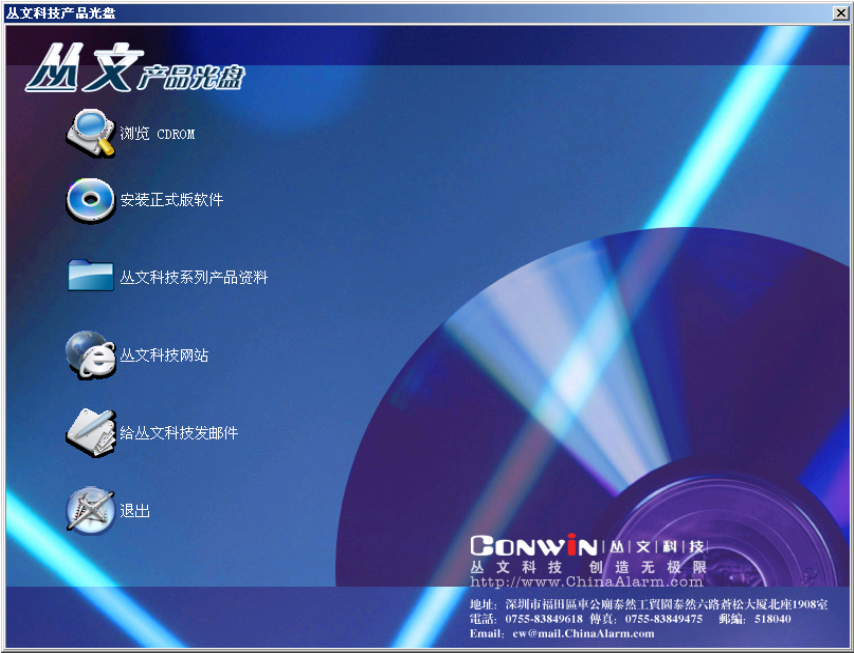 丛文科技产品光盘
丛文产品光盘
浏览 CDROM
安装正式版软件
丛文科技系列产品资料
丛文科技网站
给丛文科技发邮件
退出
CONWIN|丛|文|科|技|
丛文科技 创造无极限
http://www.ChinaAlarm.com
地址：深圳市福田區車公廟泰然工貿園泰然六路蒼松大厦北座1908室
電話：0755-83849618 傳真：0755-83849475 郵編：518040
Email：cw@mail.ChinaAlarm.com